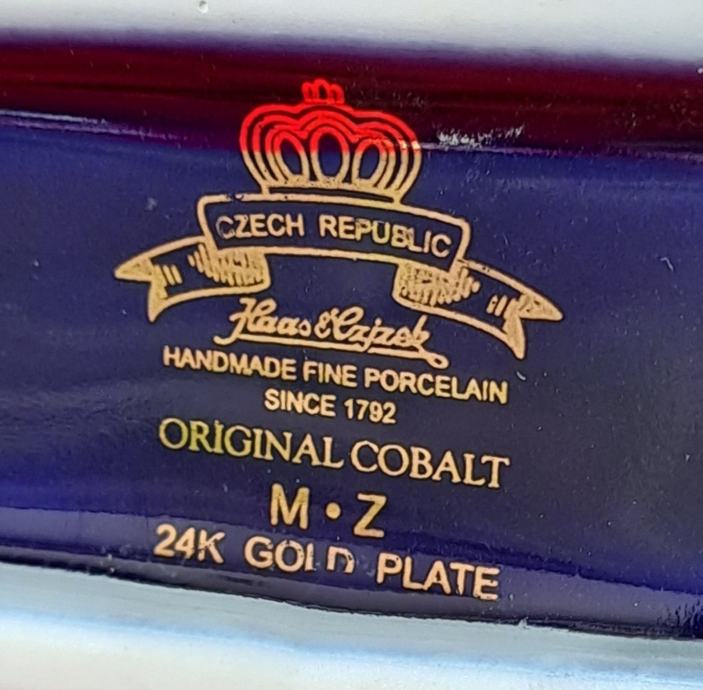 CZECH REPUBLIC
Haas & Czjzek
HANDMADE FINE PORCELAIN
SINCE 1792
ORIGINAL COBALT
M • Z
24K GOLD PLATE